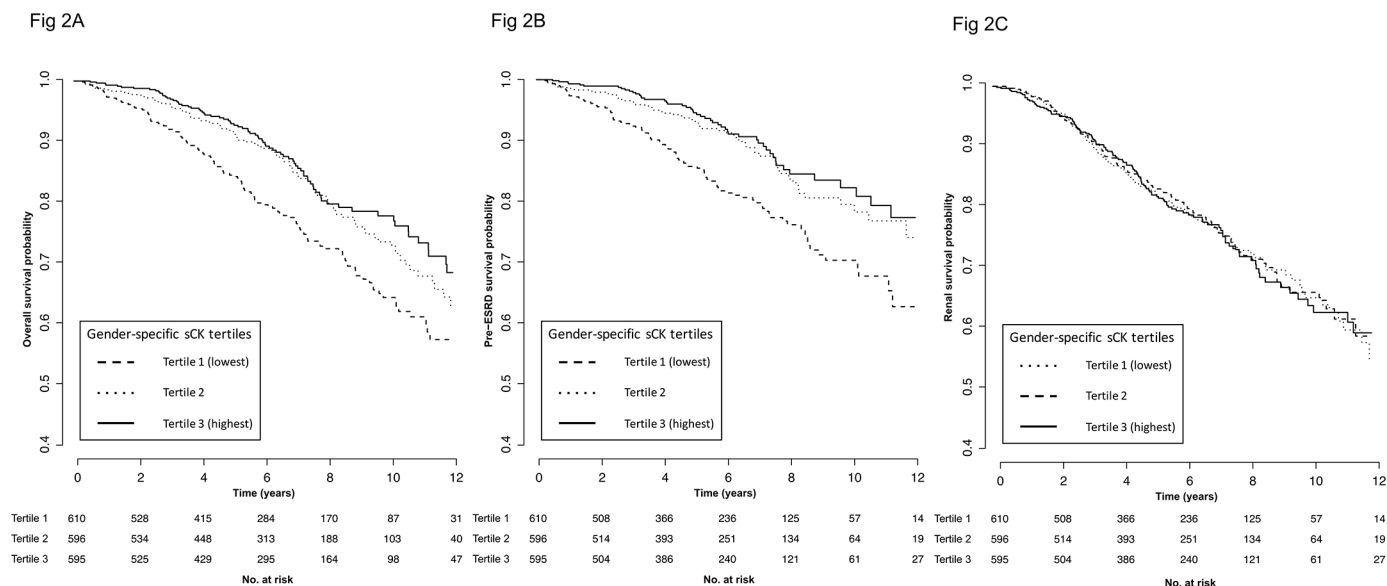 Fig 2A
Overall survival probability
1.0
0.9
0.8
0.7
0.6
0.5
0.4
Gender-specific sCK tertiles
Tertile 1 (lowest)
Tertile 2
Tertile 3 (highest)
0 2 4 6 8 10 12
Time (years)
Tertile 1 610 528 415 284 170 87 31
Tertile 2 596 534 448 313 188 103 40
Tertile 3 595 525 429 295 164 98 47
No. at risk
Fig 2B
Pre-ESRD survival probability
1.0
0.9
0.8
0.7
0.6
0.5
0.4
Gender-specific sCK tertiles
Tertile 1 (lowest)
Tertile 2
Tertile 3 (highest)
0 2 4 6 8 10 12
Time (years)
Tertile 1 610 508 366 236 125 57 14
Tertile 2 596 514 393 251 134 64 19
Tertile 3 595 504 386 240 121 61 27
No. at risk
Fig 2C
Renal survival probability
1.0
0.9
0.8
0.7
0.6
0.5
0.4
Gender-specific sCK tertiles
Tertile 1 (lowest)
Tertile 2
Tertile 3 (highest)
0 2 4 6 8 10 12
Time (years)
Tertile 1 610 508 366 236 125 57 14
Tertile 2 596 514 393 251 134 64 19
Tertile 3 595 504 386 240 121 61 27
No. at risk